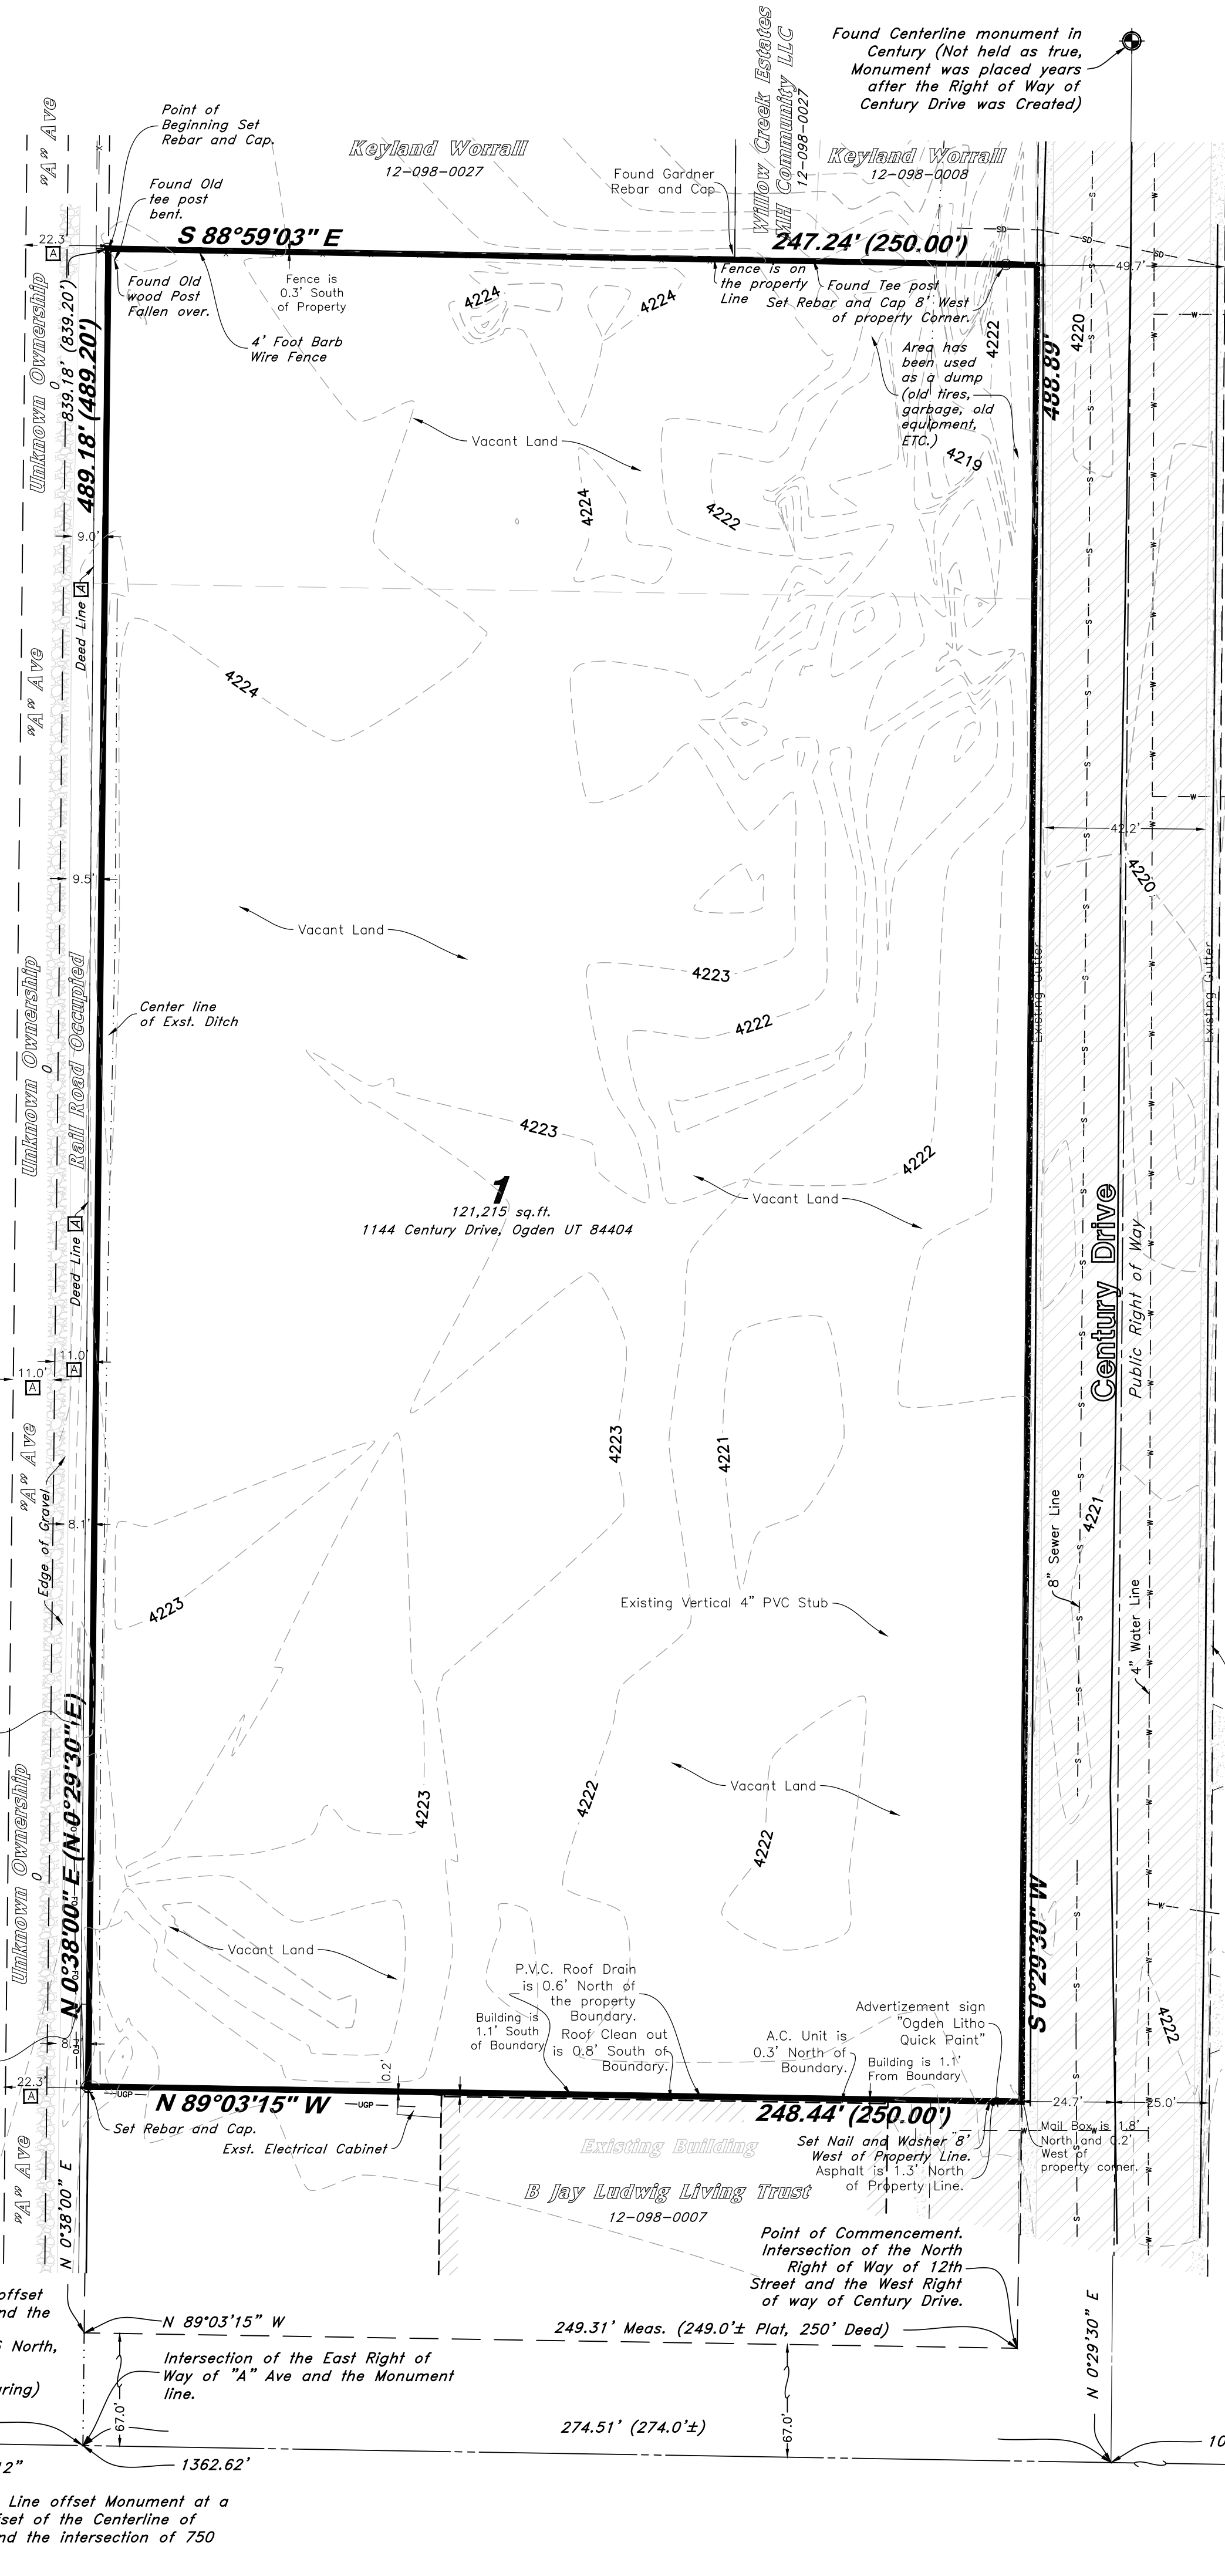 Found Centerline monument in
Century (Not held as true,
Monument was placed years
after the Right of Way of
Century Drive was Created)
"A" Ave
Willow Creek Estates
MH Community LLC
12-098-0027
Point of
Beginning Set
Rebar and Cap.
Keyland Worrall
12-098-0027
Found Gardner
Rebar and Cap
Keyland Worrall
12-098-0008
Found Old
tee post
bent.
22.3'
A
S 88°59'03" E
247.24' (250.00')
SD
SD
49.7'
Found Old
wood Post
Fallen over.
Fence is
0.3' South
of Property
4' Foot Barb
Wire Fence
4224
4224
Fence is on
the property
Line
Found Tee post
Set Rebar and Cap 8' West
of property Corner.
Area has
been used
as a dump
(old tires,
garbage, old
equipment,
ETC.)
4222
4220
4219
488.89'
Unknown Ownership
0
839.18' (839.20')
489.18' (489.20')
Vacant Land
4224
4222
9.0'
Deed Line A
"A" Ave
4224
42.2'
4220
9.5'
Vacant Land
4223
4222
Existing Gutter
Existing Gutter
Unknown Ownership
0
Rail Road Occupied
Center line
of Exst. Ditch
4223
4222
1
121,215 sq.ft.
1144 Century Drive, Ogden UT 84404
Vacant Land
Century Drive
Public Right of Way
Deed Line A
11.0'
A
11.0'
A
"A" Ave
4223
4221
Edge of Gravel
8.1'
4223
8" Sewer Line
4221
4" Water Line
Existing Vertical 4" PVC Stub
N 0°38'00" E (N 0°29'30" E)
Unknown Ownership
0
4223
4222
Vacant Land
4222
S 0°29'30" W
Vacant Land
P.V.C. Roof Drain
is 0.6' North of
the property
Boundary.
Building is
1.1' South
of Boundary
Roof Clean out
is 0.8' South of
Boundary.
A.C. Unit is
0.3' North of
Boundary.
Advertizement sign
"Ogden Litho
Quick Paint"
Building is 1.1'
From Boundary
4222
0.2'
22.3'
A
UGP
N 89°03'15" W
UGP
248.44' (250.00')
24.7'
25.0'
Set Rebar and Cap.
Exst. Electrical Cabinet
Existing Building
Set Nail and Washer 8'
West of Property Line.
Asphalt is 1.3' North
of Property Line.
Mail Box is 1.8'
North and 0.2'
West of
property corner.
"A" Ave
N 0°38'00" E
B Jay Ludwig Living Trust
12-098-0007
Point of Commencement.
Intersection of the North
Right of Way of 12th
Street and the West Right
of way of Century Drive.
N 0°29'30" E
offset
nd the
North,
ring)
N 89°03'15" W
249.31' Meas. (249.0'± Plat, 250' Deed)
Intersection of the East Right of
Way of "A" Ave and the Monument
line.
67.0'
67.0'
274.51' (274.0'±)
10
12"
1362.62'
Line offset Monument at a
fset of the Centerline of
nd the intersection of 750